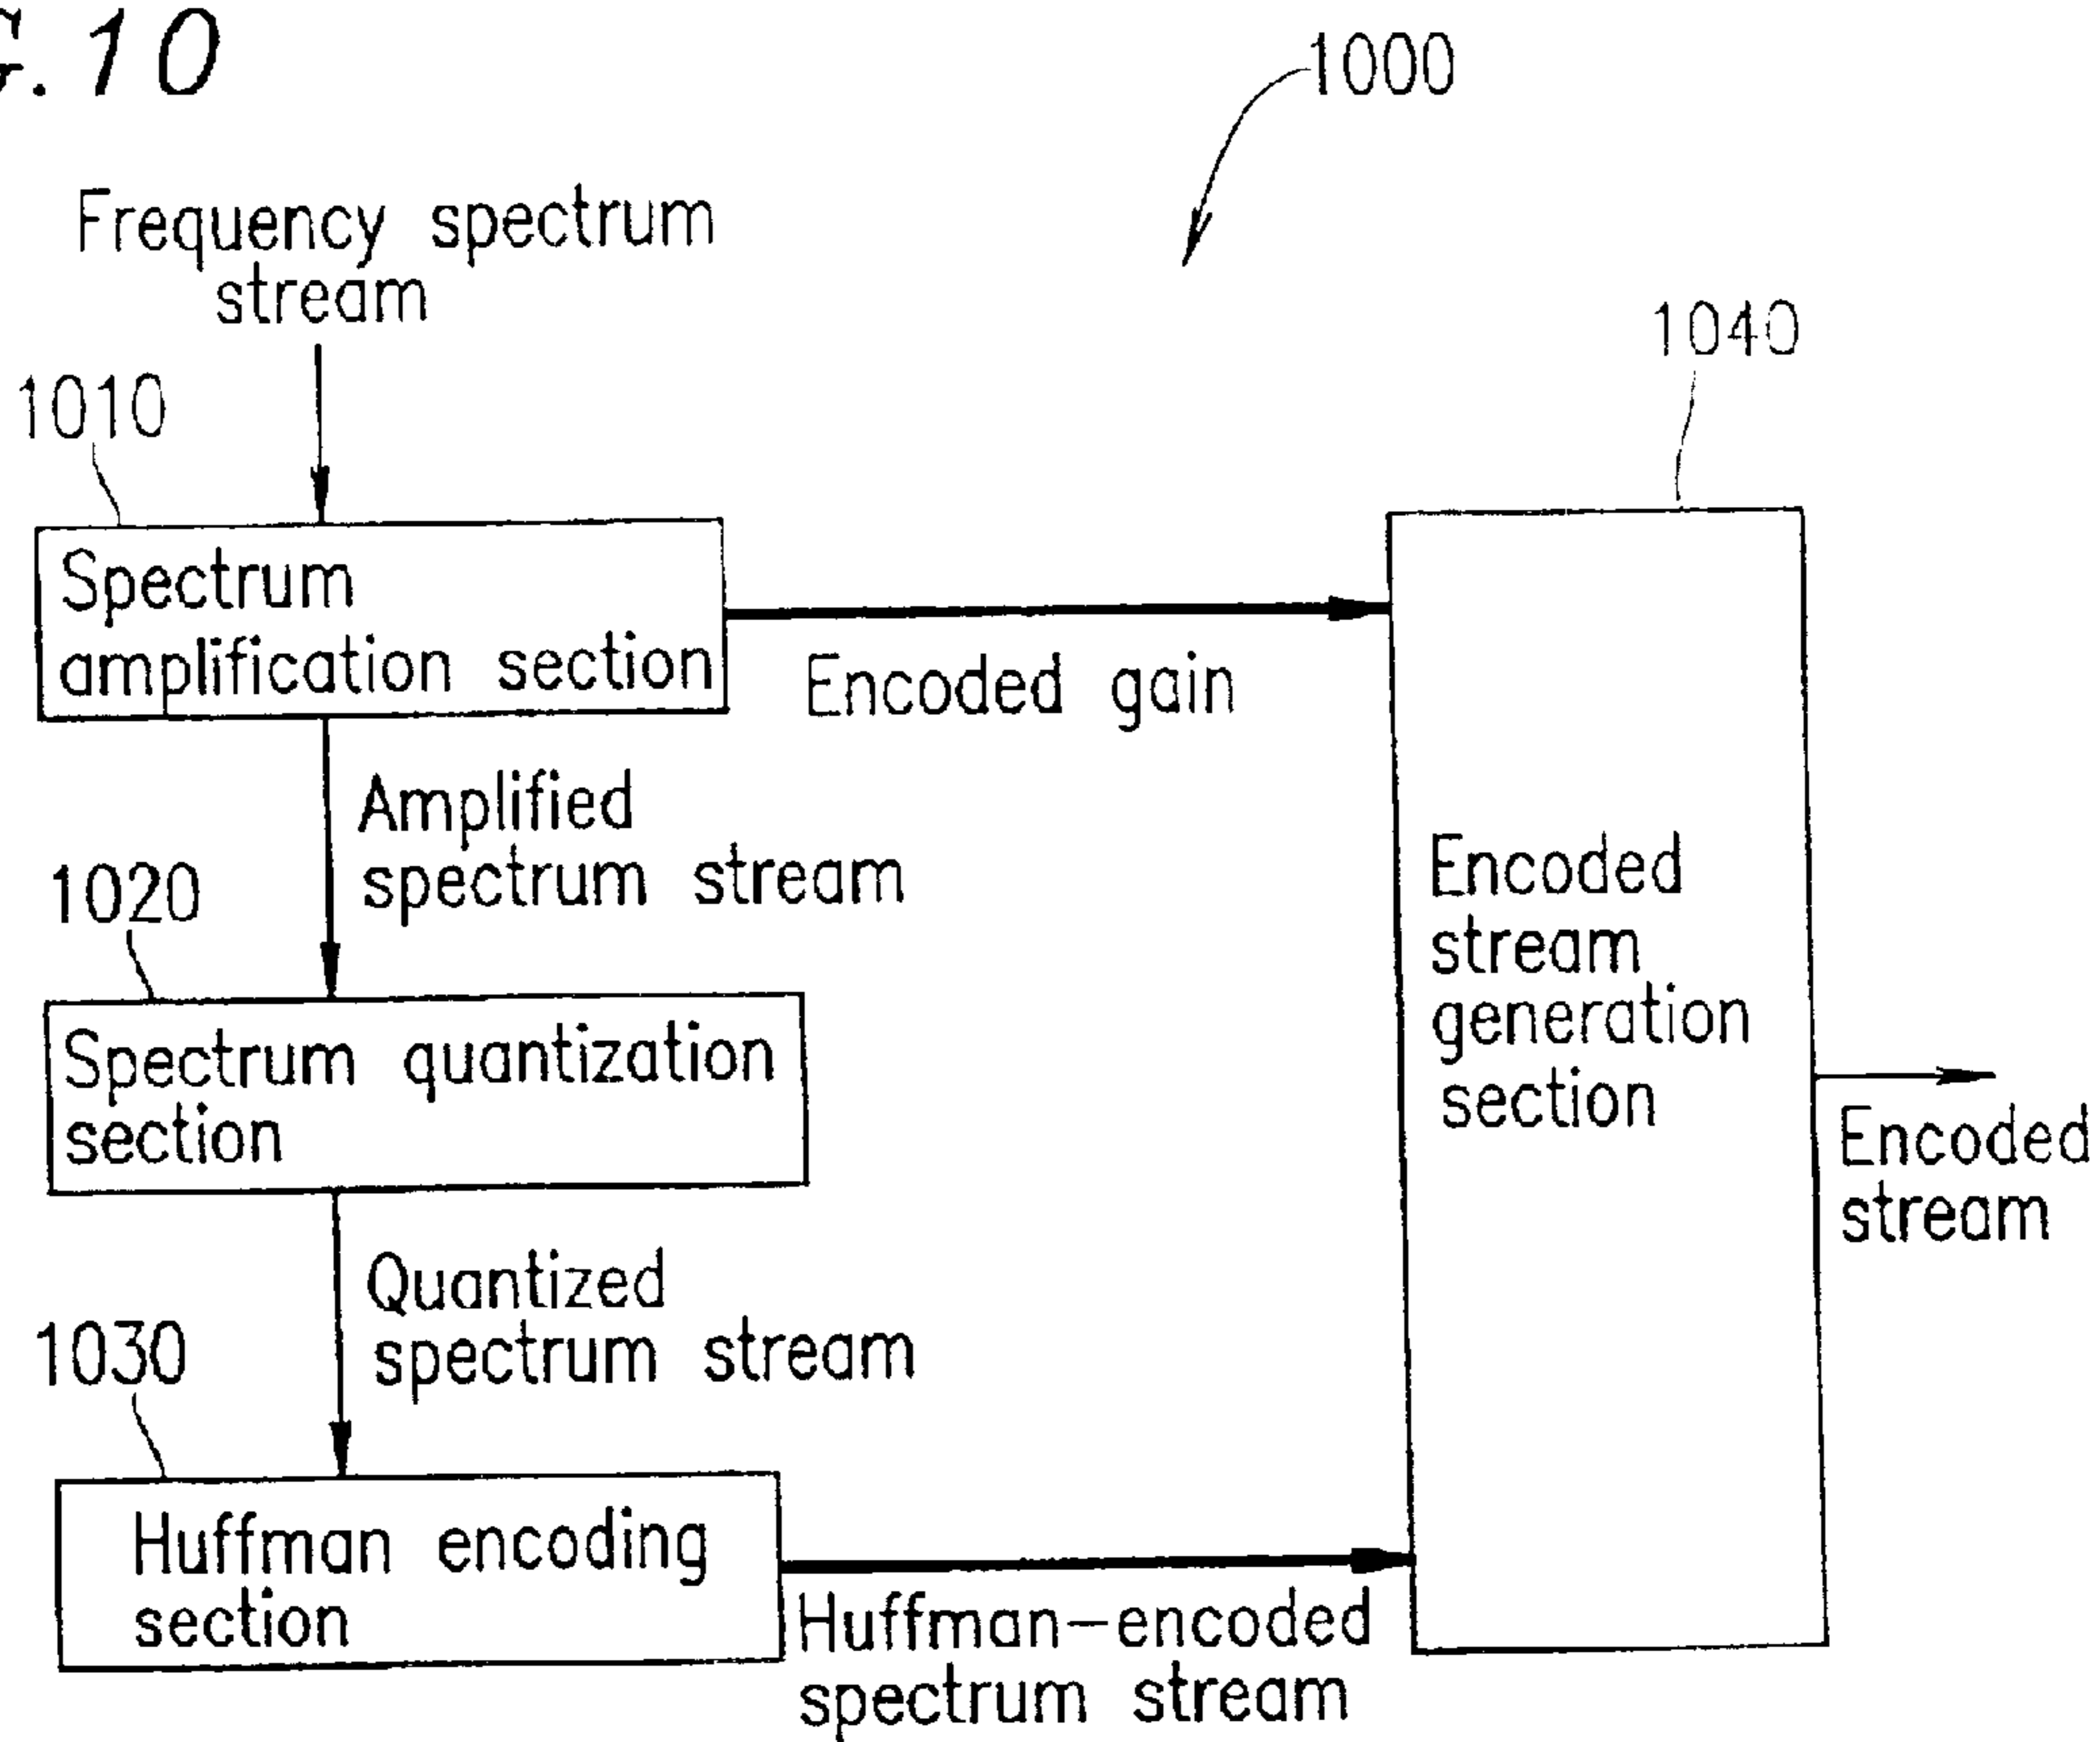 G.10
1000
Frequency spectrum
stream
1010
1040
Spectrum
amplification section
Encoded gain
Amplified
spectrum stream
1020
Spectrum quantization
section
Encoded
stream
generation
section
Encoded
stream
Quantized
spectrum stream
1030
Huffman encoding
section
Huffman-encoded
spectrum stream